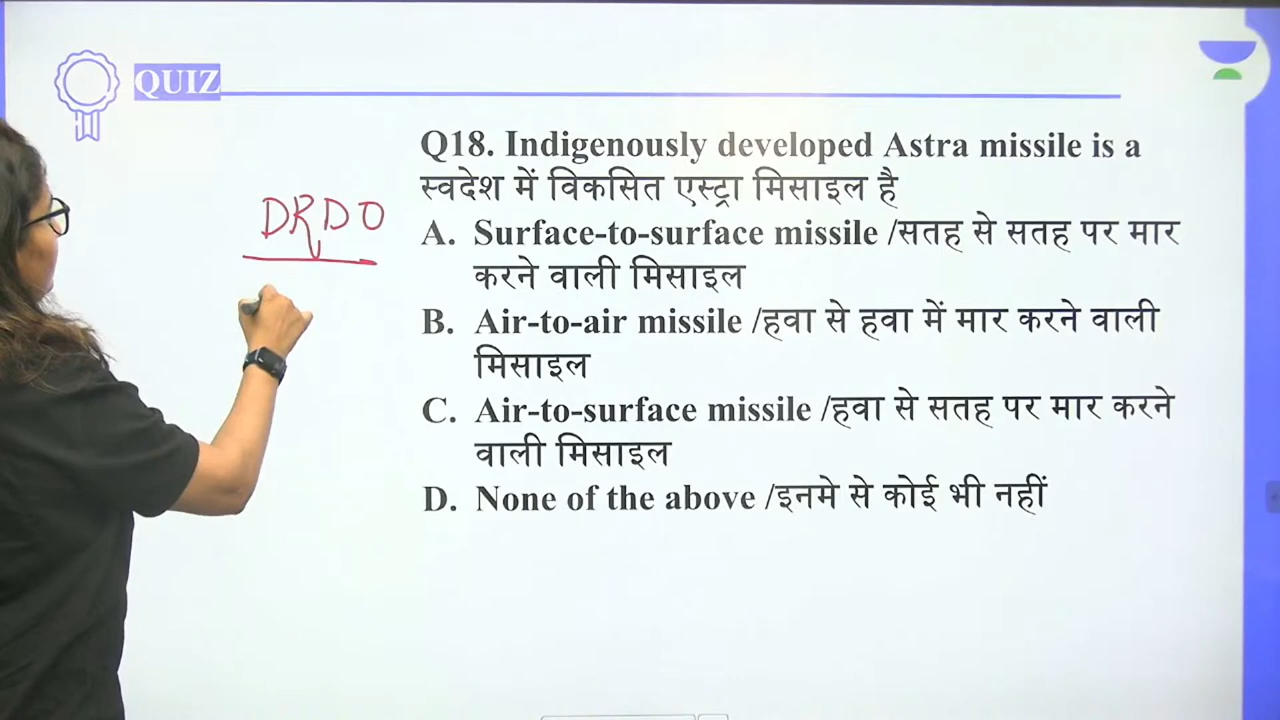 QUIZ
Q18. Indigenously developed Astra missile is a
स्वदेश में विकसित एस्ट्रा मिसाइल है
DRDO
A. Surface-to-surface missile /सतह से सतह पर मार
करने वाली मिसाइल
B. Air-to-air missile /हवा से हवा में मार करने वाली
मिसाइल
C. Air-to-surface missile /हवा से सतह पर मार करने
वाली मिसाइल
D. None of the above /इनमे से कोई भी नहीं